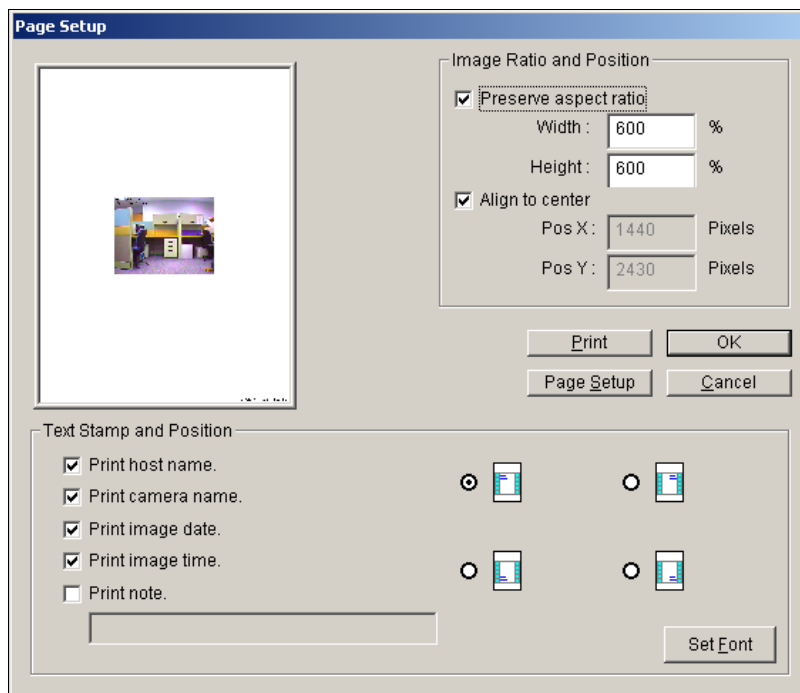 Page Setup
Image Ratio and Position
Preserve aspect ratio
Width : 600 %
Height : 600 %
Align to center
Pos X : 1440 Pixels
Pos Y : 2430 Pixels
Print OK
Page Setup Cancel
Text Stamp and Position
Print host name.
Print camera name.
Print image date.
Print image time.
Print note.
Set Font